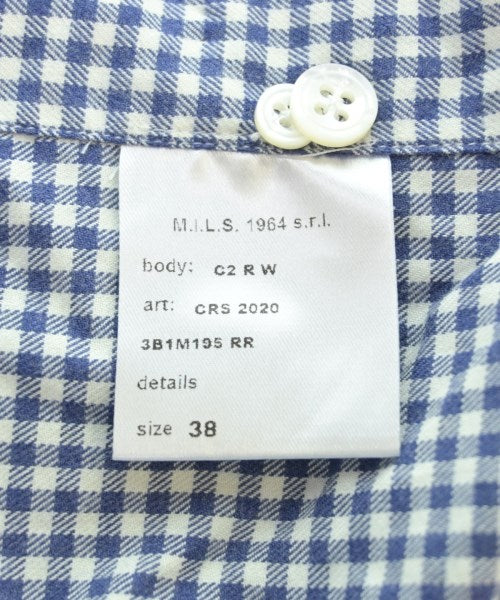 M.I.L.S. 1964 s.r.l.
body: C2 R W
art: CRS 2020
3B1M195 RR
details
size 38